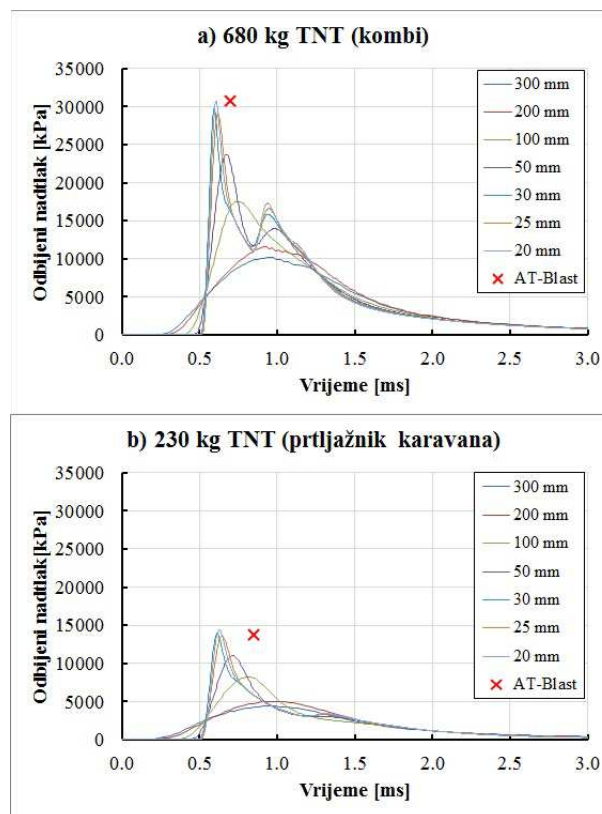 a) 680 kg TNT (kombi)
Odbijeni nadtlak [kPa]
35000
30000
25000
20000
15000
10000
5000
0
300 mm
200 mm
100 mm
50 mm
30 mm
25 mm
20 mm
AT-Blast
0.0 0.5 1.0 1.5 2.0 2.5 3.0
Vrijeme [ms]
b) 230 kg TNT (prtljažnik karavana)
Odbijeni nadtlak[kPa]
35000
30000
25000
20000
15000
10000
5000
0
300 mm
200 mm
100 mm
50 mm
30 mm
25 mm
20 mm
AT-Blast
0.0 0.5 1.0 1.5 2.0 2.5 3.0
Vrijeme [ms]